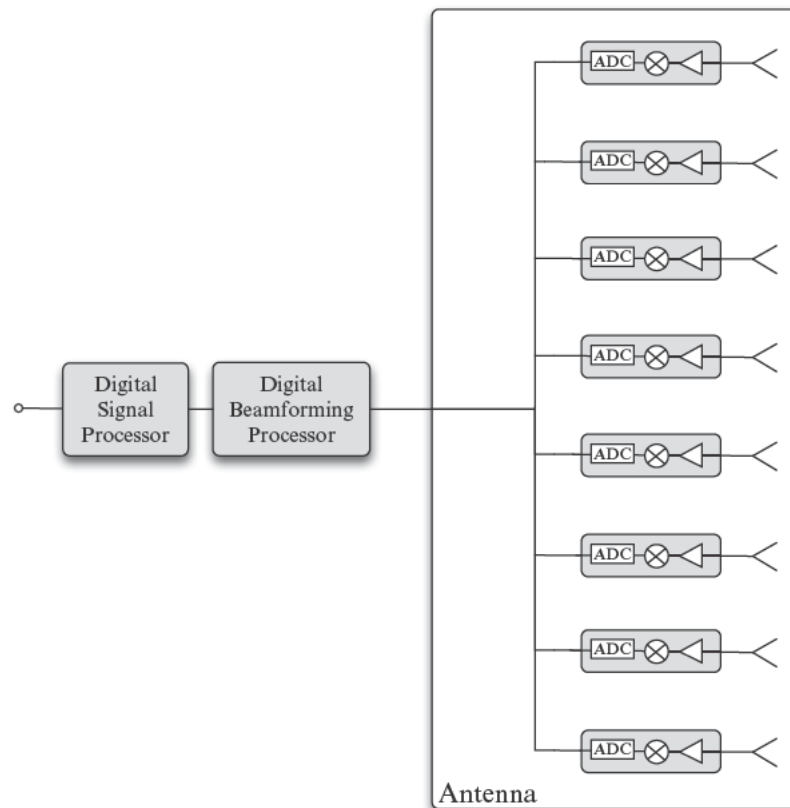 ADC
ADC
ADC
ADC
Digital
Signal
Processor
Digital
Beamforming
Processor
ADC
ADC
ADC
ADC
Antenna